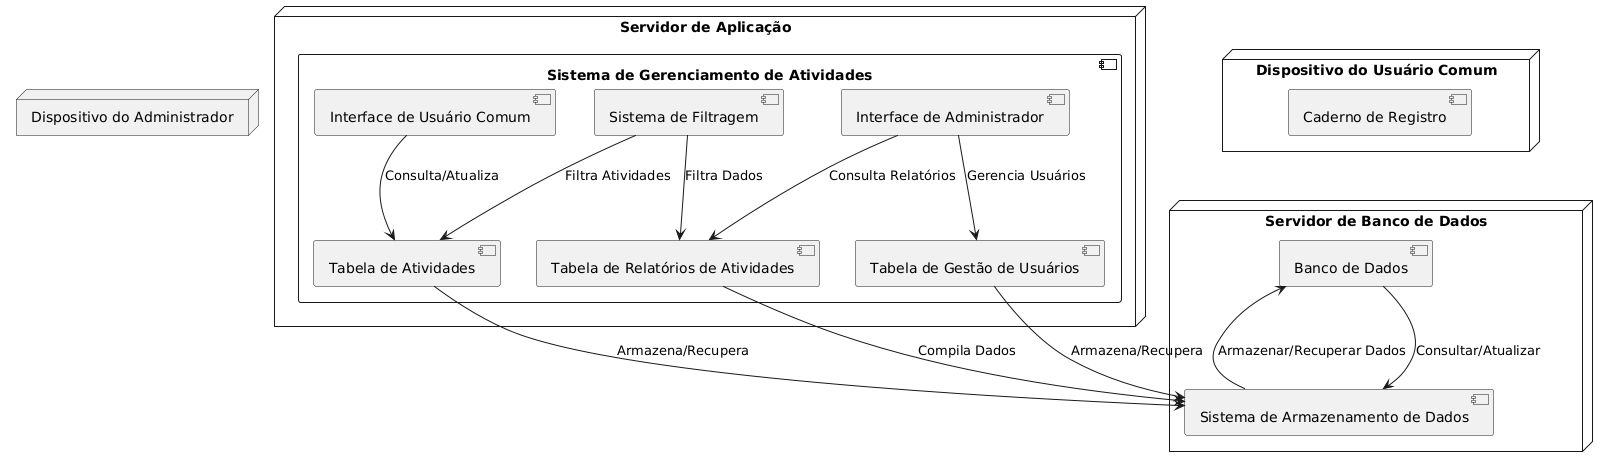 Servidor de Aplicação
Sistema de Gerenciamento de Atividades
Dispositivo do Administrador
Interface de Usuário Comum
Sistema de Filtragem
Interface de Administrador
Dispositivo do Usuário Comum
Caderno de Registro
Consulta/Atualiza
Filtra Atividades
Filtra Dados
Consulta Relatórios
Gerencia Usuários
Tabela de Atividades
Tabela de Relatórios de Atividades
Tabela de Gestão de Usuários
Servidor de Banco de Dados
Banco de Dados
Armazena/Recupera
Compila Dados
Armazena/Recupera
Armazenar/Recuperar Dados
Consultar/Atualizar
Sistema de Armazenamento de Dados